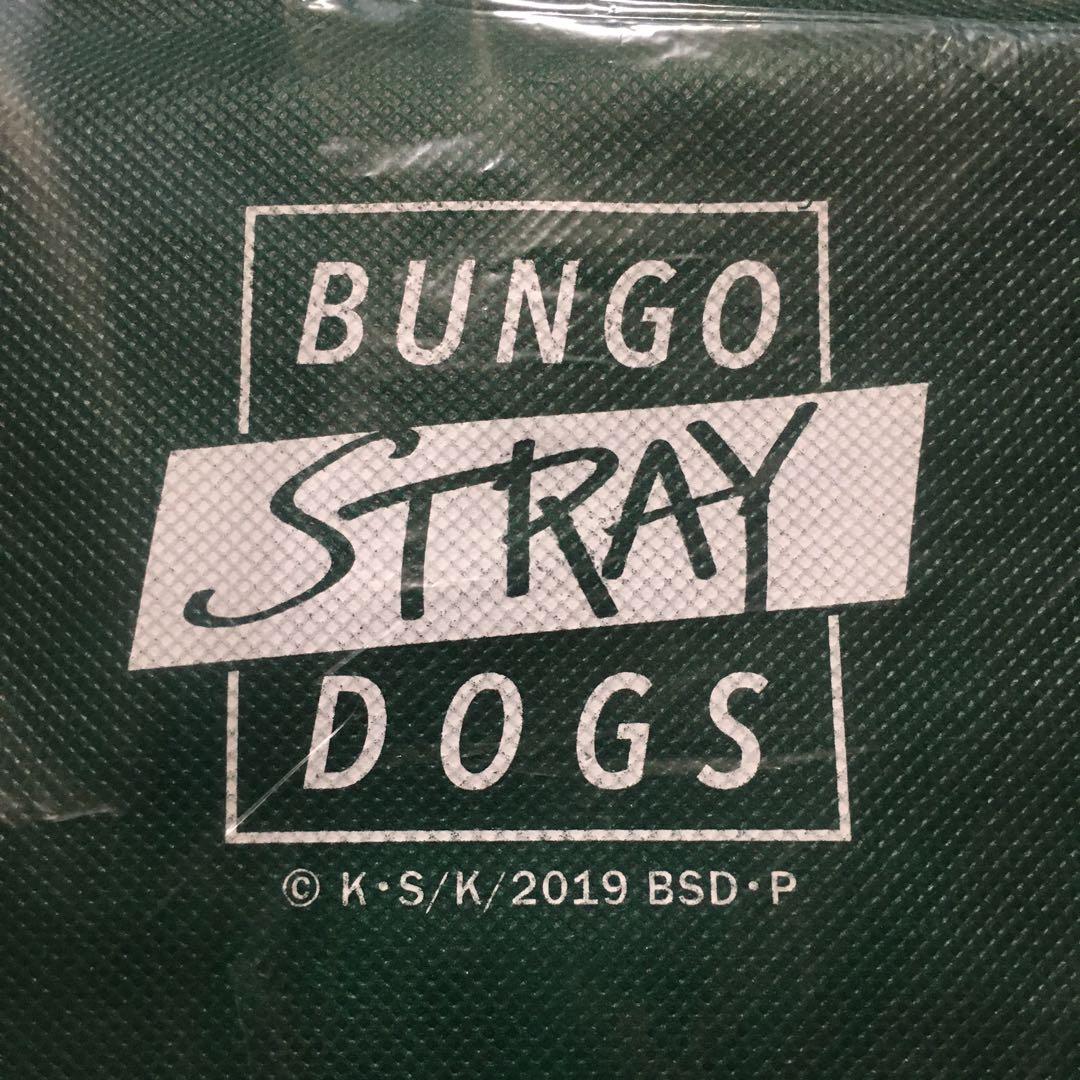 BUNGO
STRAY
DOGS
© K・S/K/2019 BSD・P